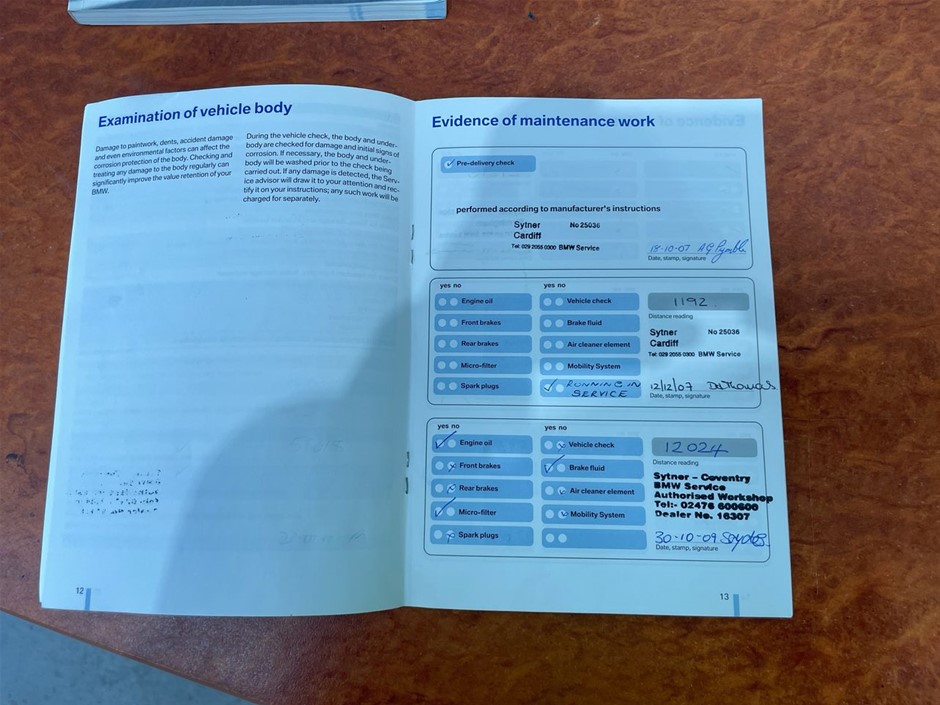 Examination of vehicle body
Damage to paintwork, dents, accident damage
and even environmental factors can affect the
corrosion protection of the body. Checking and
treating any damage to the body regularly can
significantly improve the value retention of your
BMW.
During the vehicle check, the body and under-
body are checked for damage and initial signs of
corrosion. If necessary, the body and under-
body will be washed prior to the check being
carried out. If any damage is detected, the Serv-
ice advisor will draw it to your attention and rec-
tify it on your instructions; any such work will be
charged for separately.
12
Evidence of maintenance work
Pre-delivery check
performed according to manufacturer's instructions
Sytner No 25036
Cardiff
Tel: 029 2055 0300 BMW Service
18-10-07 AG Pymble
Date, stamp, signature
yes no yes no
Engine oil Vehicle check 1192
Distance reading
Front brakes Brake fluid
Sytner No 25036
Rear brakes Air cleaner element
Cardiff
Tel: 029 2055 0300 BMW Service
Micro-filter Mobility System
Spark plugs RUNNING IN
SERVICE
12/12/07 DThomas
Date, stamp, signature
yes no yes no
Engine oil Vehicle check 12024
Distance reading
Front brakes Brake fluid
Rear brakes Air cleaner element
Micro-filter Mobility System
Spark plugs
Sytner - Coventry
BMW Service
Authorised Workshop
Tel:- 02476 600600
Dealer No. 16307
30-10-09
Date, stamp, signature
13